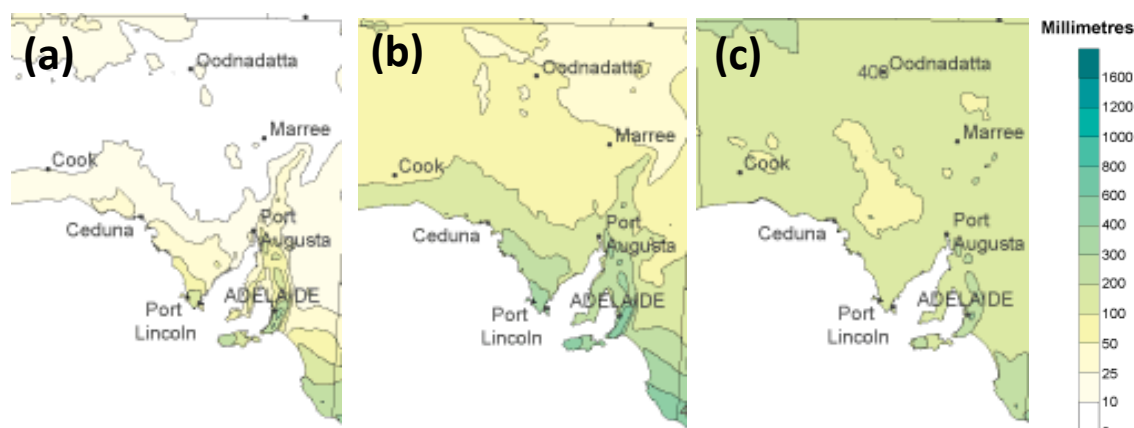 (a)
Oodnadatta
Marree
Cook
Ceduna
Port
Augusta
ADELAIDE
Port
Lincoln
(b)
Oodnadatta
Marree
Cook
Ceduna
Port
Augusta
ADELAIDE
Port
Lincoln
(c)
Oodnadatta
Marree
Cook
Ceduna
Port
Augusta
ADELAIDE
Port
Lincoln
Millimetres
1600
1200
1000
800
600
400
300
200
100
50
25
10